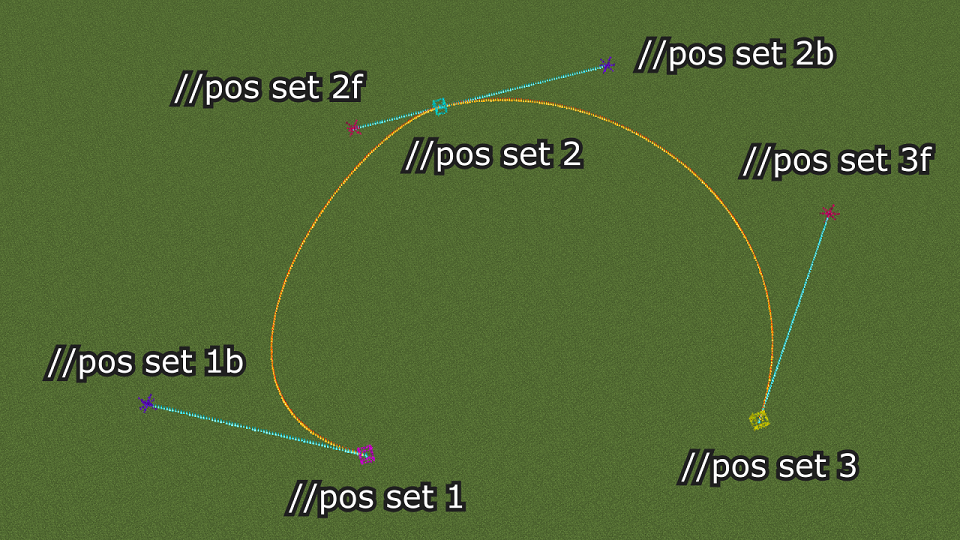 //pos set 2b
//pos set 2f
//pos set 2
//pos set 3f
//pos set 1b
//pos set 3
//pos set 1